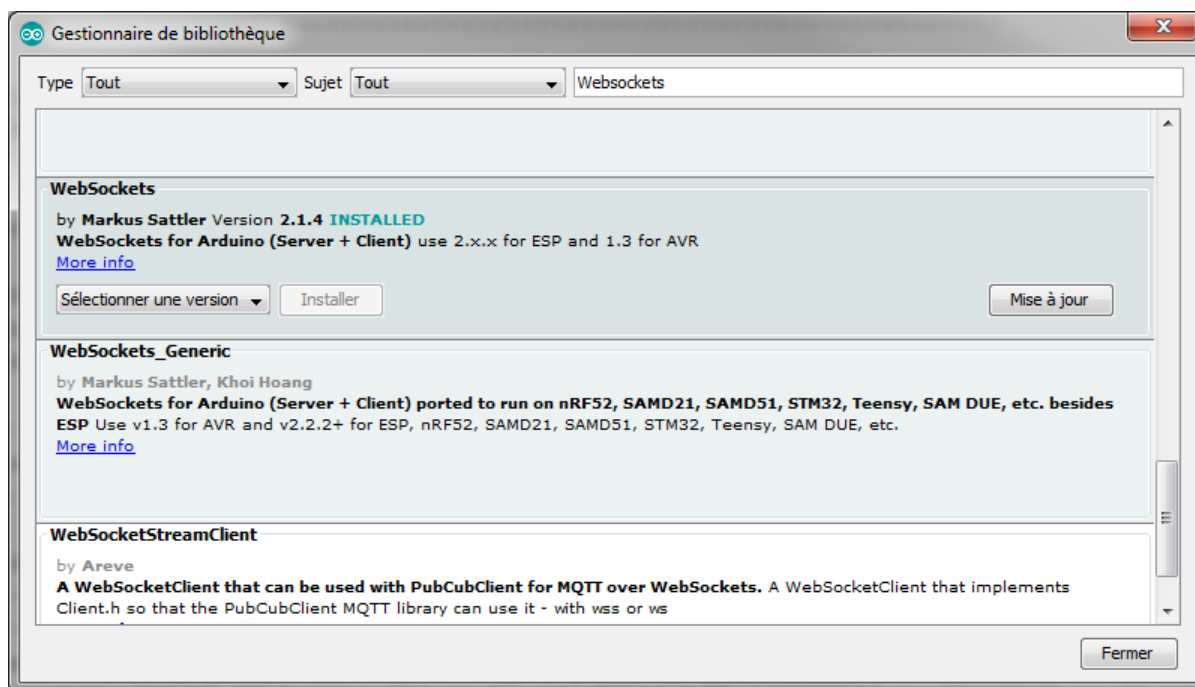 Gestionnaire de bibliothèque
Type Tout Sujet Tout Websockets
WebSockets
by Markus Sattler Version 2.1.4 INSTALLED
WebSockets for Arduino (Server + Client) use 2.x.x for ESP and 1.3 for AVR
More info
Sélectionner une version Installer Mise à jour
WebSockets_Generic
by Markus Sattler, Khoi Hoang
WebSockets for Arduino (Server + Client) ported to run on nRF52, SAMD21, SAMD51, STM32, Teensy, SAM DUE, etc. besides
ESP Use v1.3 for AVR and v2.2.2+ for ESP, nRF52, SAMD21, SAMD51, STM32, Teensy, SAM DUE, etc.
More info
WebSocketStreamClient
by Areve
A WebSocketClient that can be used with PubCubClient for MQTT over WebSockets. A WebSocketClient that implements
Client.h so that the PubCubClient MQTT library can use it - with wss or ws
Fermer